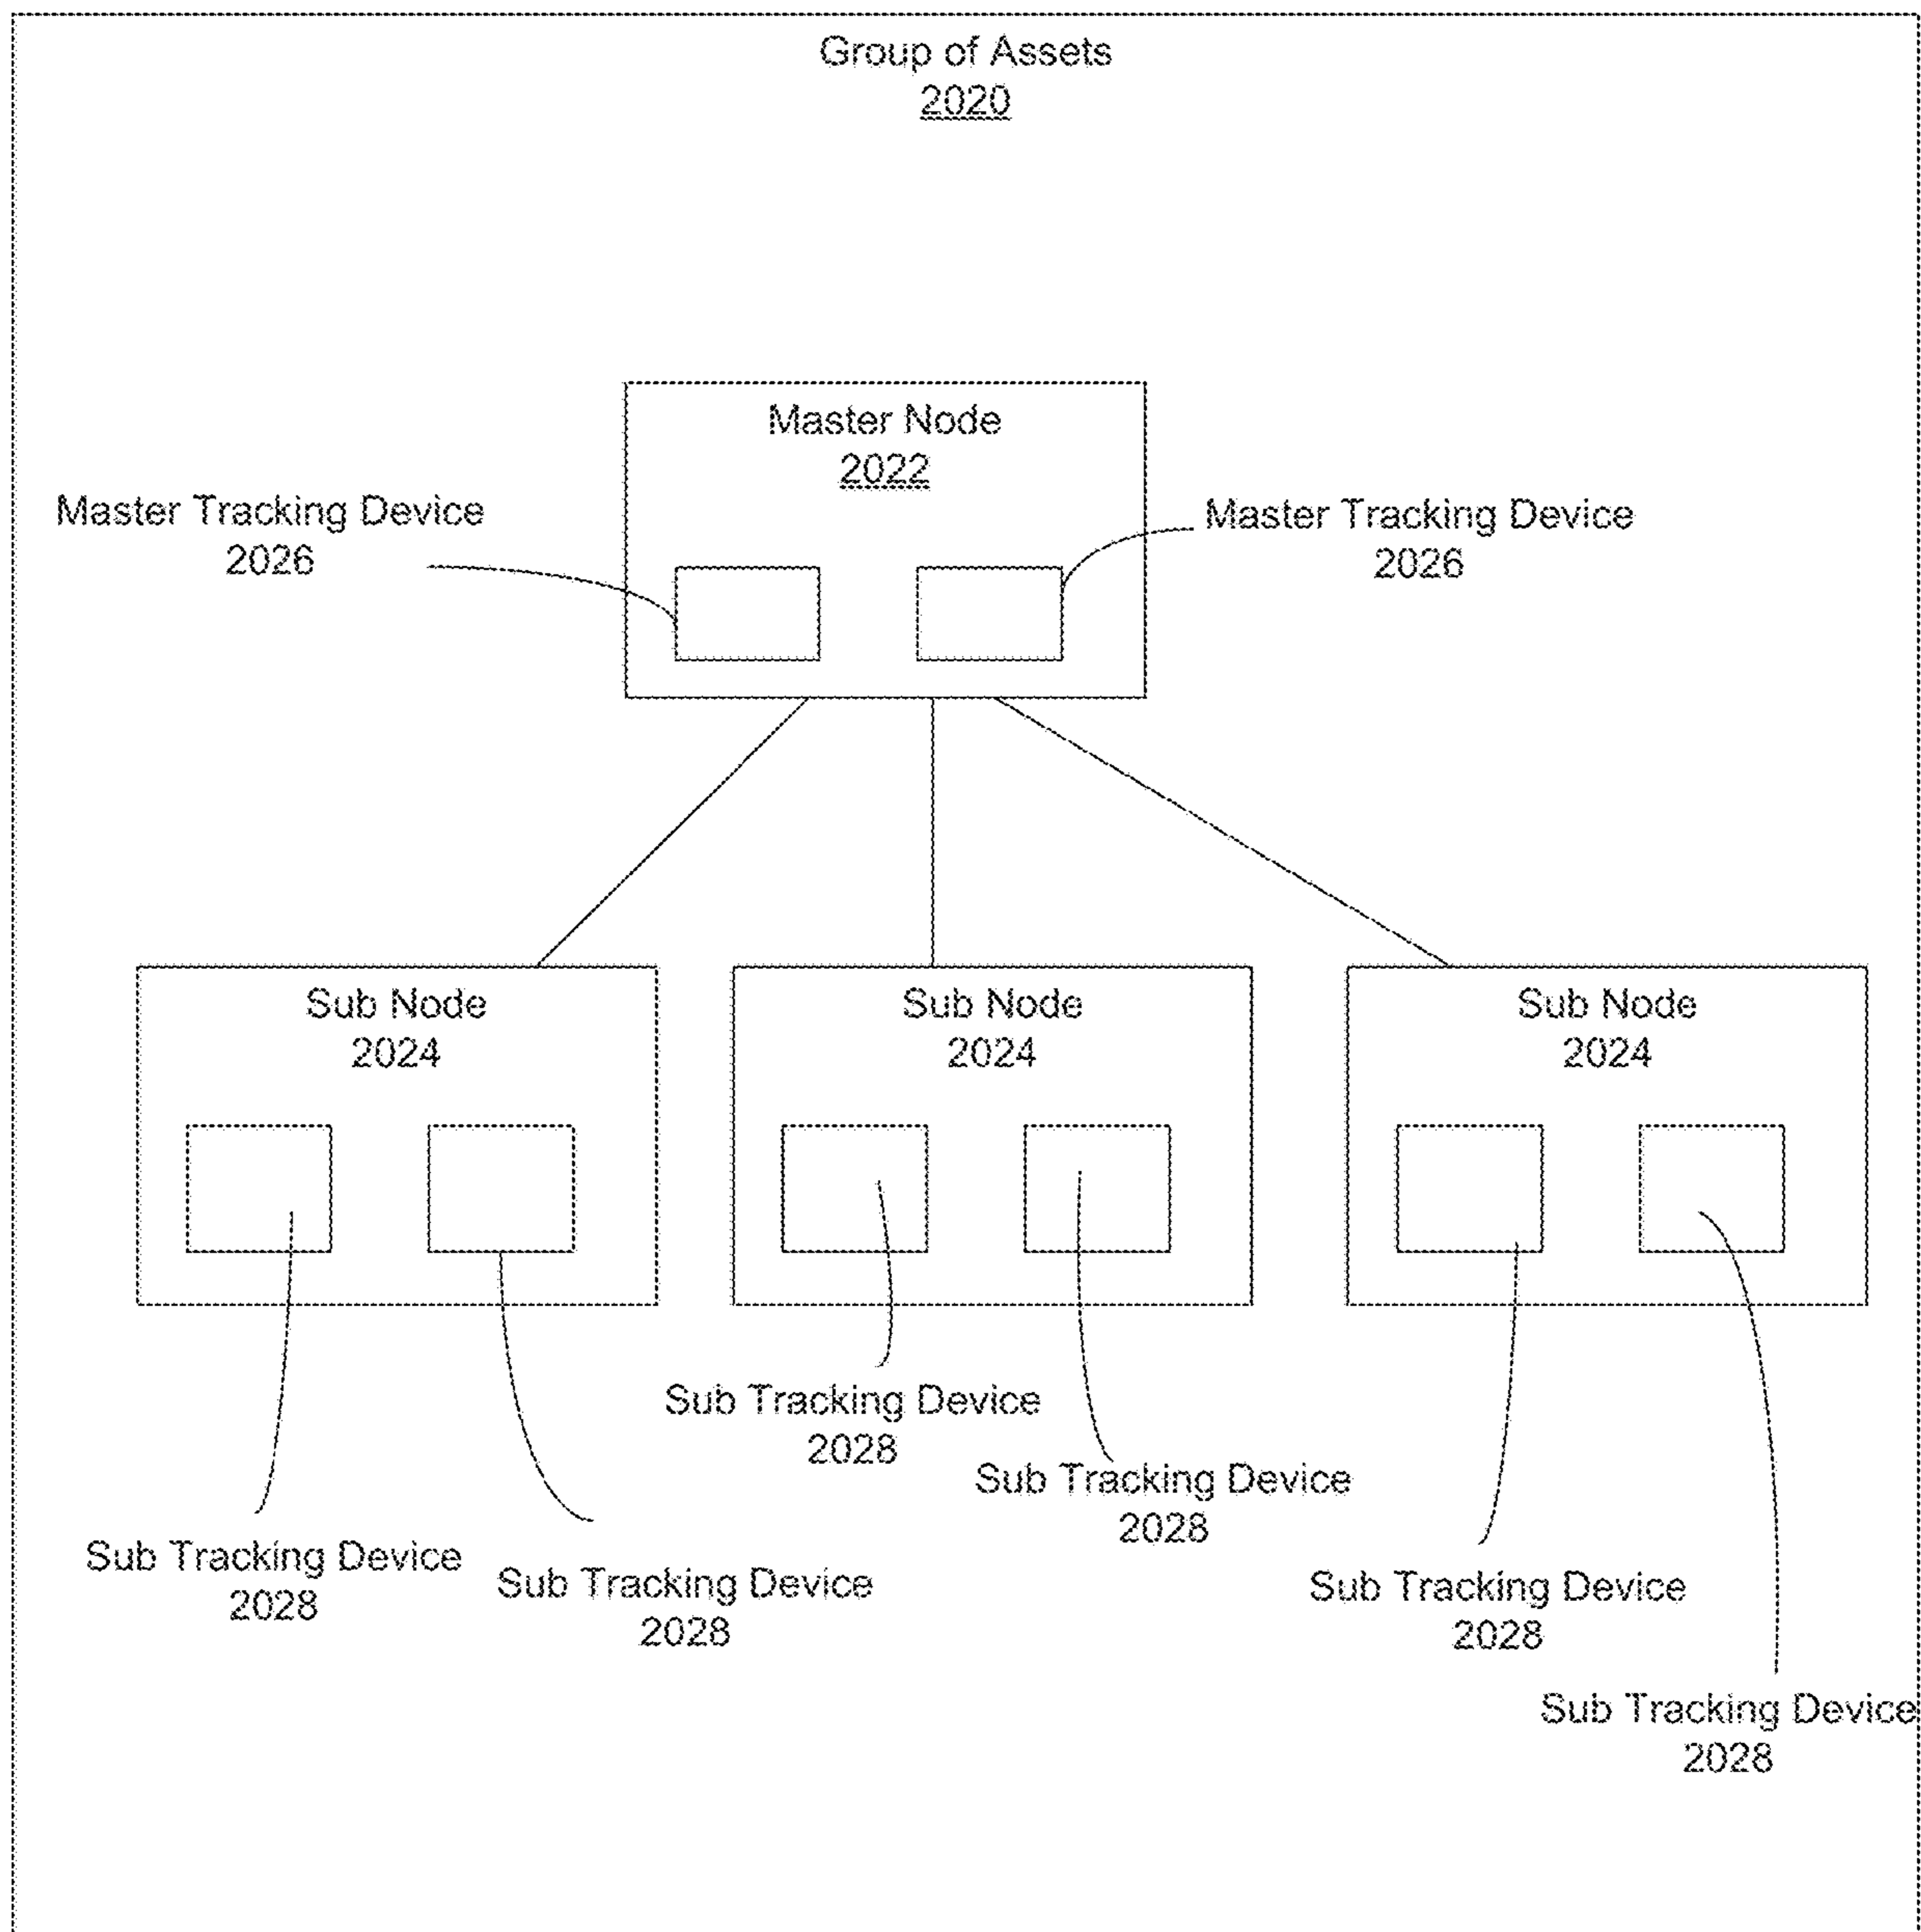 Group of Assets
2020
Master Node
2022
Master Tracking Device
2026
Master Tracking Device
2026
Sub Node
2024
Sub Node
2024
Sub Node
2024
Sub Tracking Device
2028
Sub Tracking Device
2028
Sub Tracking Device
2028
Sub Tracking Device
2028
Sub Tracking Device
2028
Sub Tracking Device
2028